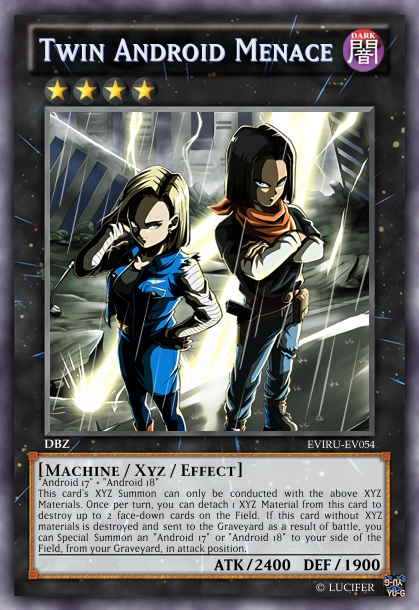 TWIN ANDROID MENACE
DARK
闇
DBZ
EVIRU-EV054
[MACHINE / XYZ / EFFECT]
"Android 17" + "Android 18"
This card's XYZ Summon can only be conducted with the above XYZ
Materials. Once per turn, you can detach 1 XYZ Material from this card to
destroy up to 2 face-down cards on the Field. If this card without XYZ
materials is destroyed and sent to the Graveyard as a result of battle, you
can Special Summon an "Android 17" or "Android 18" to your side of the
Field, from your Graveyard, in attack position.
ATK/2400 DEF/1900
© LUCIFER